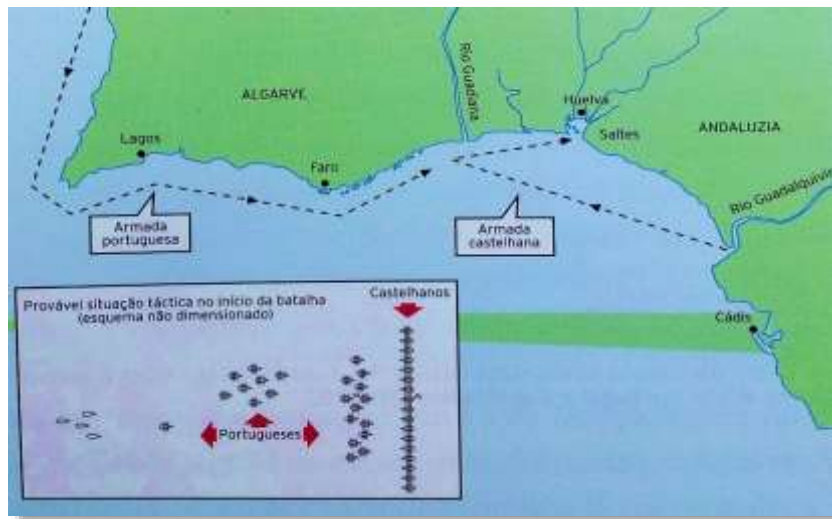 ALGARVE
Lagos
Faro
Rio Guadiana
Huelva
Saltes
ANDALUZIA
Rio Guadalquivir
Cádis
Armada
portuguesa
Armada
castelhana
Provável situação táctica no início da batalha
(esquema não dimensionado)
Castelhanos
Portugueses